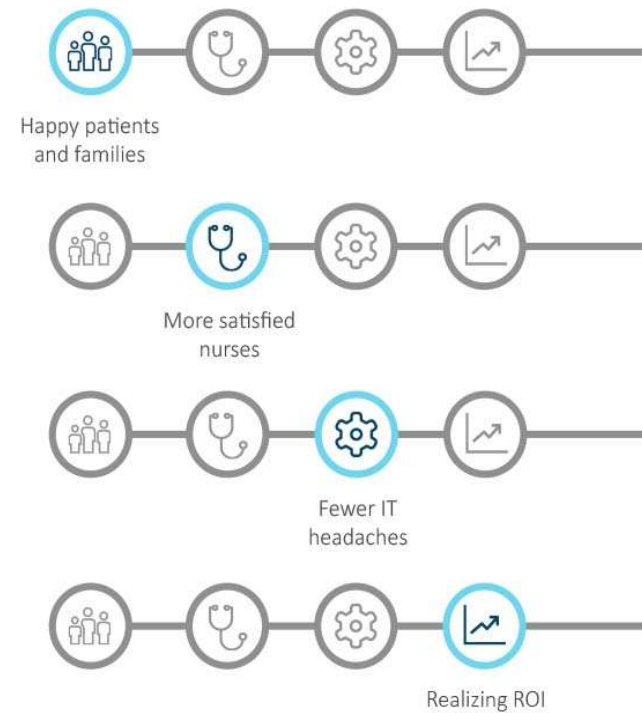 Happy patients
and families
More satisfied
nurses
Fewer IT
headaches
Realizing ROI